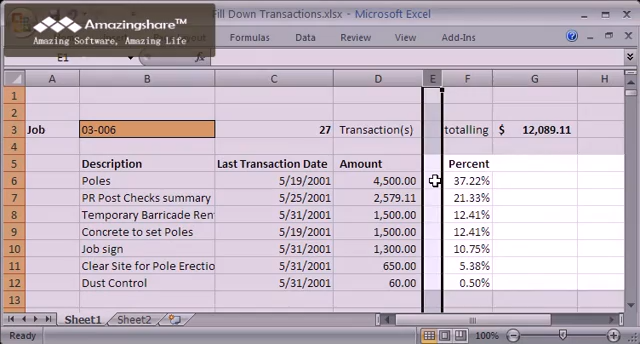 Fill Down Transactions.xlsx - Microsoft Excel
Amazingshare™
Amazing Software, Amazing Life
Formulas Data Review View Add-Ins
E1 fx
A B C D E F G H
1
2
3 Job 03-006 27 Transaction(s) totalling $ 12,089.11
4
5 Description Last Transaction Date Amount Percent
6 Poles 5/19/2001 4,500.00 37.22%
7 PR Post Checks summary 5/25/2001 2,579.11 21.33%
8 Temporary Barricade Ren 5/31/2001 1,500.00 12.41%
9 Concrete to set Poles 5/19/2001 1,500.00 12.41%
10 Job sign 5/31/2001 1,300.00 10.75%
11 Clear Site for Pole Erectio 5/31/2001 650.00 5.38%
12 Dust Control 5/31/2001 60.00 0.50%
13
Sheet1 Sheet2
Ready 100%